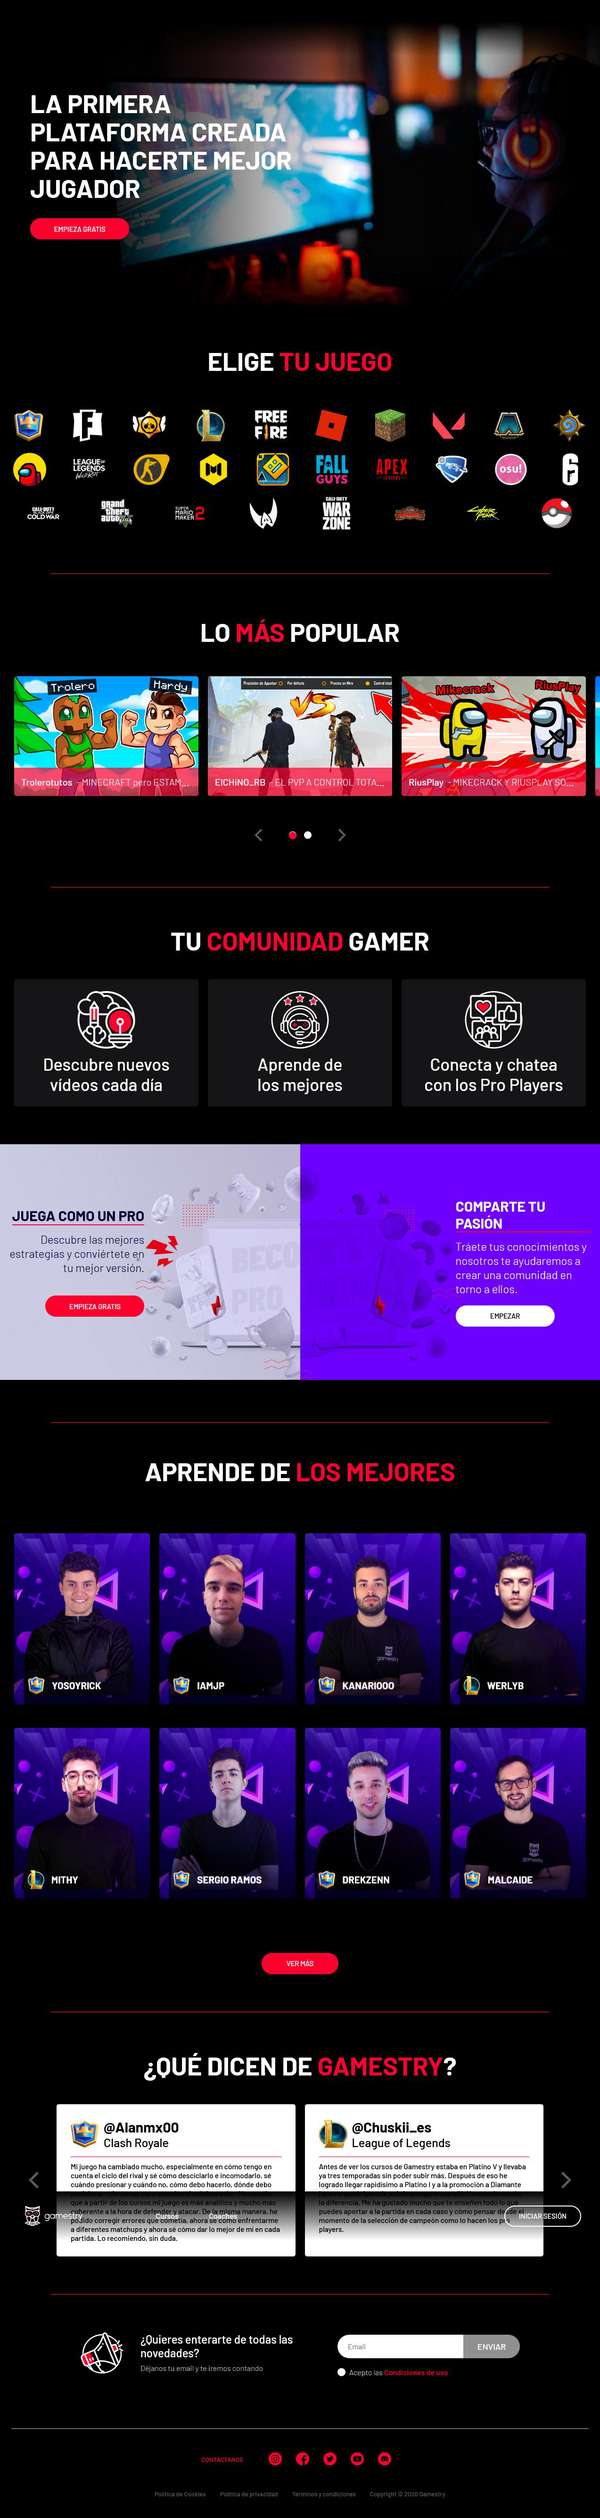 LA PRIMERA
PLATAFORMA CREADA
PARA HACERTE MEJOR
JUGADOR
EMPIEZA GRATIS
ELIGE TU JUEGO
FREE
FIRE
LEAGUE OF
LEGENDS
FALL
GUYS
APEX
osu!
CALL OF DUTY
COLD WAR
grand
theft
auto
SUPER
MARIO
MAKER 2
CALL OF DUTY
WAR
ZONE
LO MÁS POPULAR
Trolero
Hardy
VS
Mikecrack
RiusPlay
Trolerotutos - MINECRAFT pero ESTAM...
ElCHiNO_RB - EL PVP A CONTROL TOTA...
RiusPlay - MIKECRACK Y RIUSPLAY SO...
TU COMUNIDAD GAMER
Descubre nuevos
vídeos cada día
Aprende de
los mejores
Conecta y chatea
con los Pro Players
JUEGA COMO UN PRO
Descubre las mejores
estrategias y conviértete en
tu mejor versión.
EMPIEZA GRATIS
COMPARTE TU
PASIÓN
Tráete tus conocimientos y
nosotros te ayudaremos a
crear una comunidad en
torno a ellos.
EMPEZAR
APRENDE DE LOS MEJORES
YOSOYRICK
IAMJP
KANARIOOO
WERLYB
MITHY
SERGIO RAMOS
DREKZENN
MALCAIDE
VER MÁS
¿QUÉ DICEN DE GAMESTRY?
@Alanmx00
Clash Royale
Mi juego ha cambiado mucho, especialmente en cómo tengo en
cuenta el ciclo del rival y sé cómo desciclarlo e incomodarlo, sé
cuándo presionar y cuándo no, cómo debo hacerlo, dónde debo
que a partir de los cursos mi juego es más analítico y mucho más
coherente a la hora de defender y atacar. De la misma manera, he
podido corregir errores que cometía, ahora sé como enfrentarme
a diferentes matchups y ahora sé cómo dar lo mejor de mí en cada
partida. Lo recomiendo, sin duda.
@Chuskii_es
League of Legends
Antes de ver los cursos de Gamestry estaba en Platino V y llevaba
ya tres temporadas sin poder subir más. Después de eso he
logrado llegar rapidísimo a Platino I y a la promoción a Diamante
la diferencia. Me ha gustado mucho que te enseñen todo lo que
puedes aportar a la partida en cada caso y cómo pensar desde el
momento de la selección de campeón como lo hacen los pro
players.
gamestry
Cursos
Coaches
INICIAR SESIÓN
¿Quieres enterarte de todas las
novedades?
Déjanos tu email y te iremos contando
Email
ENVIAR
Acepto las Condiciones de uso
CONTÁCTANOS
Política de Cookies
Política de privacidad
Términos y condiciones
Copyright © 2020 Gamestry